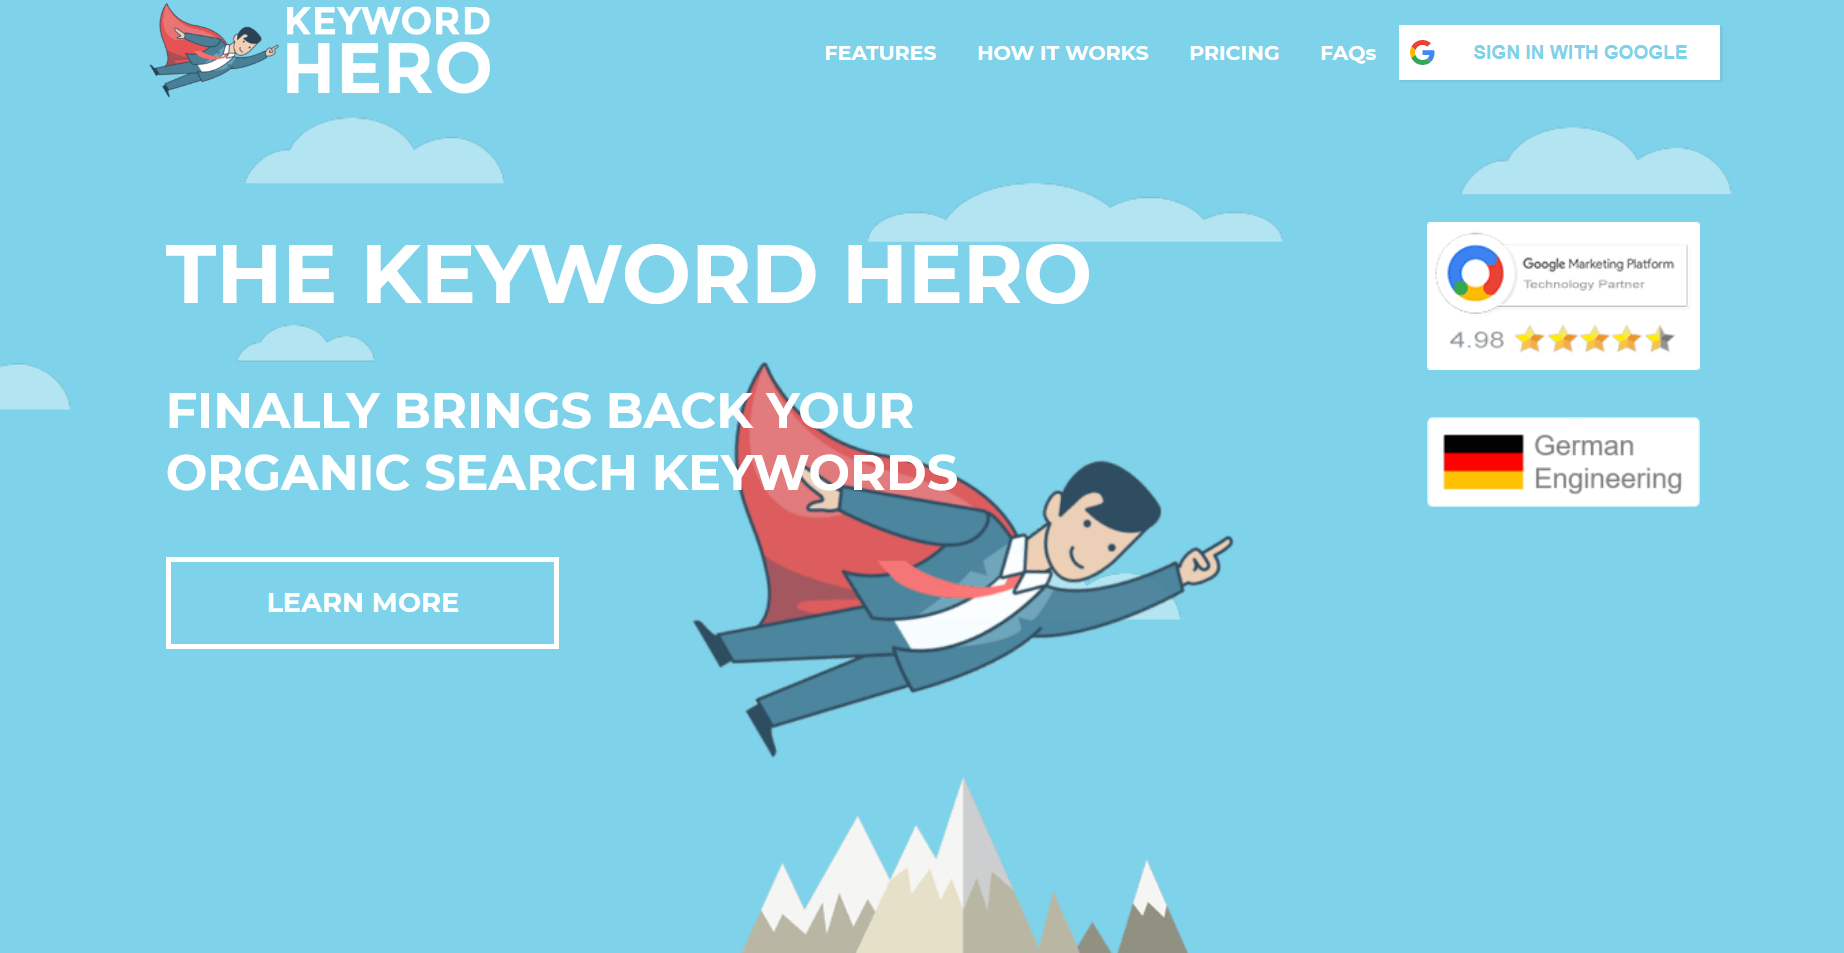 KEYWORD
HERO
FEATURES
HOW IT WORKS
PRICING
FAQs
SIGN IN WITH GOOGLE
THE KEYWORD HERO
FINALLY BRINGS BACK YOUR
ORGANIC SEARCH KEYWORDS
LEARN MORE
Google Marketing Platform
Technology Partner
4.98
German
Engineering